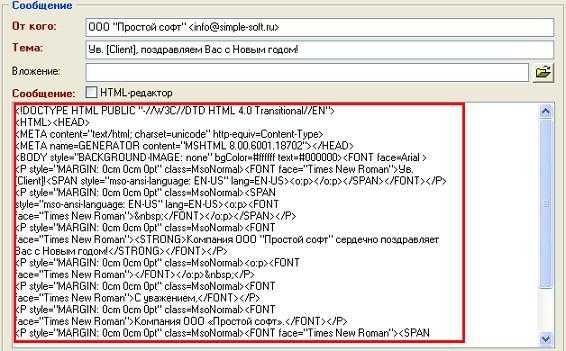 Сообщение
От кого: ООО "Простой софт" <info@simple-soft.ru>
Тема: Ув. [Client], поздравляем Вас с Новым годом!
Вложение:
Сообщение: HTML-редактор
<!DOCTYPE HTML PUBLIC "-//W3C//DTD HTML 4.0 Transitional//EN">
<HTML><HEAD>
<META content="text/html; charset=unicode" http-equiv=Content-Type>
<META name=GENERATOR content="MSHTML 8.00.6001.18702"></HEAD>
<BODY style="BACKGROUND-IMAGE: none" bgColor=#ffffff text=#000000><FONT face=Arial >
<P style="MARGIN: 0cm 0cm 0pt" class=MsoNormal><FONT face="Times New Roman">Ув.
[Client]!<SPAN style="mso-ansi-language: EN-US" lang=EN-US><o:p></o:p></SPAN></FONT></P>
<P style="MARGIN: 0cm 0cm 0pt" class=MsoNormal><SPAN
style="mso-ansi-language: EN-US" lang=EN-US><o:p><FONT
face="Times New Roman">&nbsp;</FONT></o:p></SPAN></P>
<P style="MARGIN: 0cm 0cm 0pt" class=MsoNormal><FONT
face="Times New Roman"><STRONG>Компания ООО "Простой софт" сердечно поздравляет
Вас с Новым годом!</STRONG></FONT></P>
<P style="MARGIN: 0cm 0cm 0pt" class=MsoNormal><o:p><FONT
face="Times New Roman"></FONT></o:p>&nbsp;</P>
<P style="MARGIN: 0cm 0cm 0pt" class=MsoNormal><FONT
face="Times New Roman">С уважением,</FONT></P>
<P style="MARGIN: 0cm 0cm 0pt" class=MsoNormal><FONT
face="Times New Roman">Компания ООО «Простой софт».</FONT></P>
<P style="MARGIN: 0cm 0cm 0pt" class=MsoNormal><FONT face="Times New Roman"><SPAN